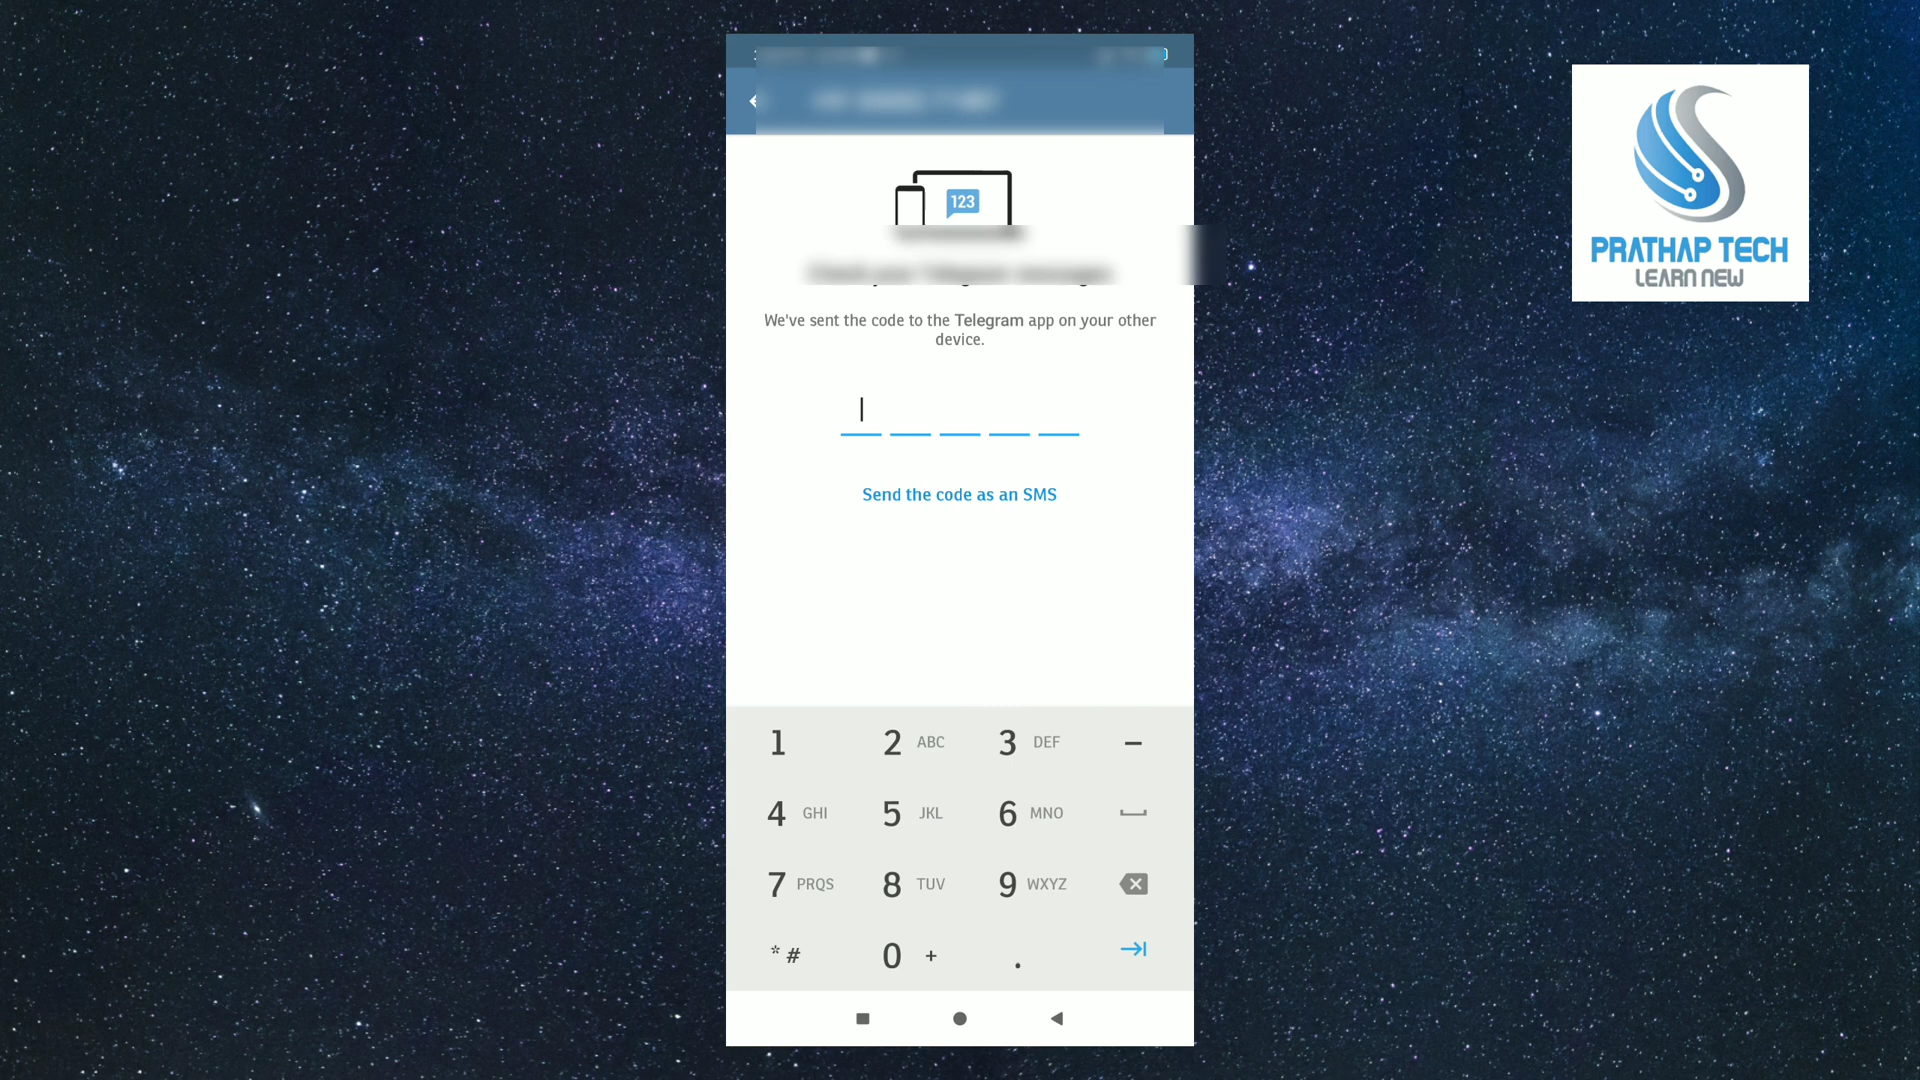 123
We've sent the code to the Telegram app on your other
device.
Send the code as an SMS
1 2 ABC 3 DEF –
4 GHI 5 JKL 6 MNO
7 PRQS 8 TUV 9 WXYZ
* # 0 + .
PRATHAP TECH
LEARN NEW